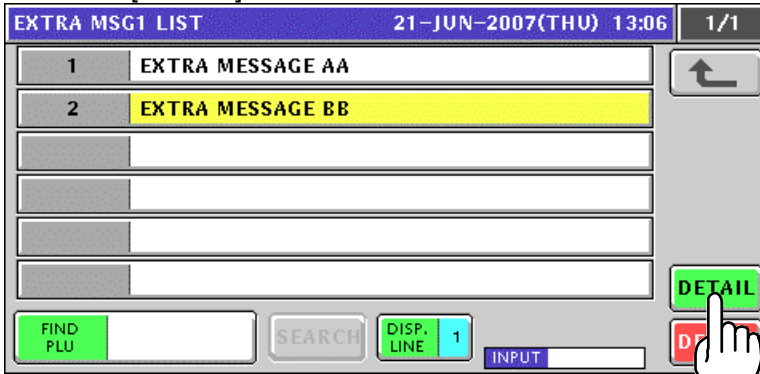 EXTRA MSG1 LIST 21-JUN-2007(THU) 13:06 1/1
1 EXTRA MESSAGE AA
2 EXTRA MESSAGE BB
DETAIL
FIND PLU
SEARCH
DISP. LINE 1
INPUT